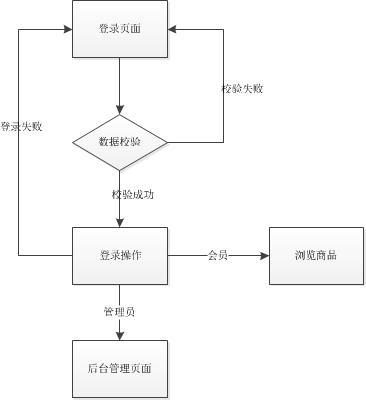 登录页面
校验失败
登录失败
数据校验
校验成功
登录操作
会员
浏览商品
管理员
后台管理页面